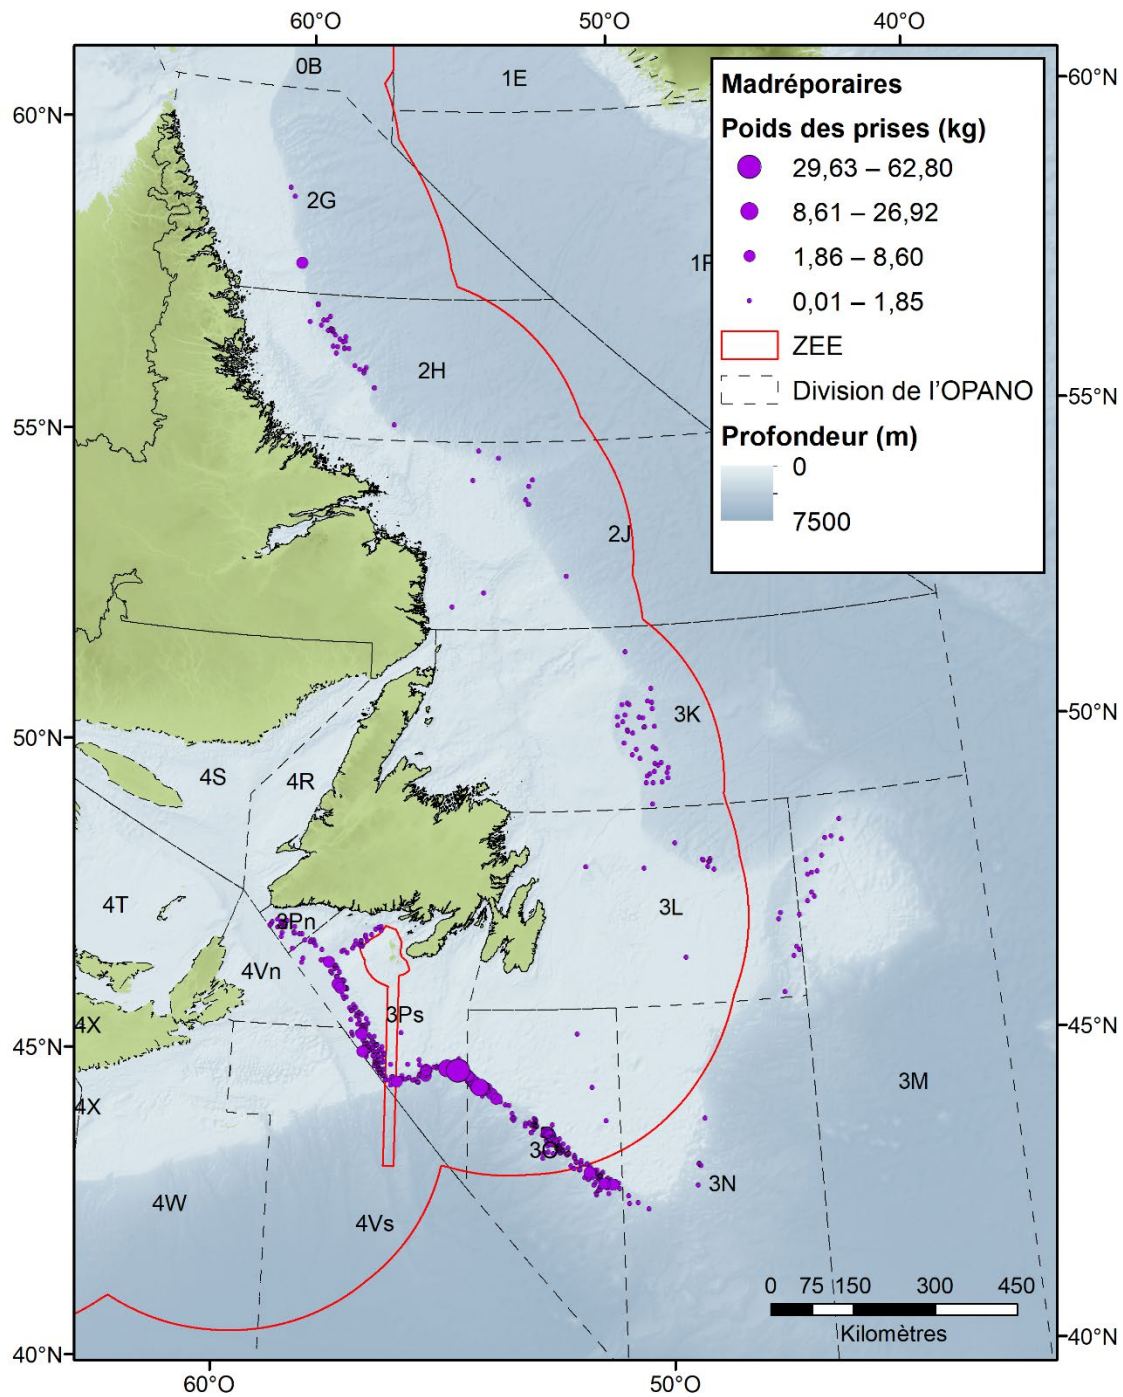 60°O 50°O 40°O
0B
1E
60°N
60°N
Madréporaires
Poids des prises (kg)
29,63 – 62,80
8,61 – 26,92
1,86 – 8,60
0,01 – 1,85
ZEE
Division de l’OPANO
Profondeur (m)
0
7500
2G
2H
55°N
55°N
2J
3K
50°N
50°N
4S
4R
4T
3Pn
3L
4Vn
3Ps
4X
45°N
45°N
3M
4X
3O
3N
4W
4Vs
0 75 150 300 450
Kilomètres
40°N
40°N
60°O 50°O